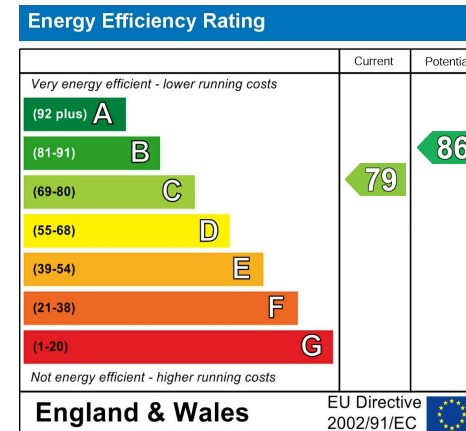 Energy Efficiency Rating
Current Potentia
Very energy efficient - lower running costs
(92 plus) A
(81-91) B
86
(69-80) C
79
(55-68) D
(39-54) E
(21-38) F
(1-20) G
Not energy efficient - higher running costs
England & Wales
EU Directive
2002/91/EC